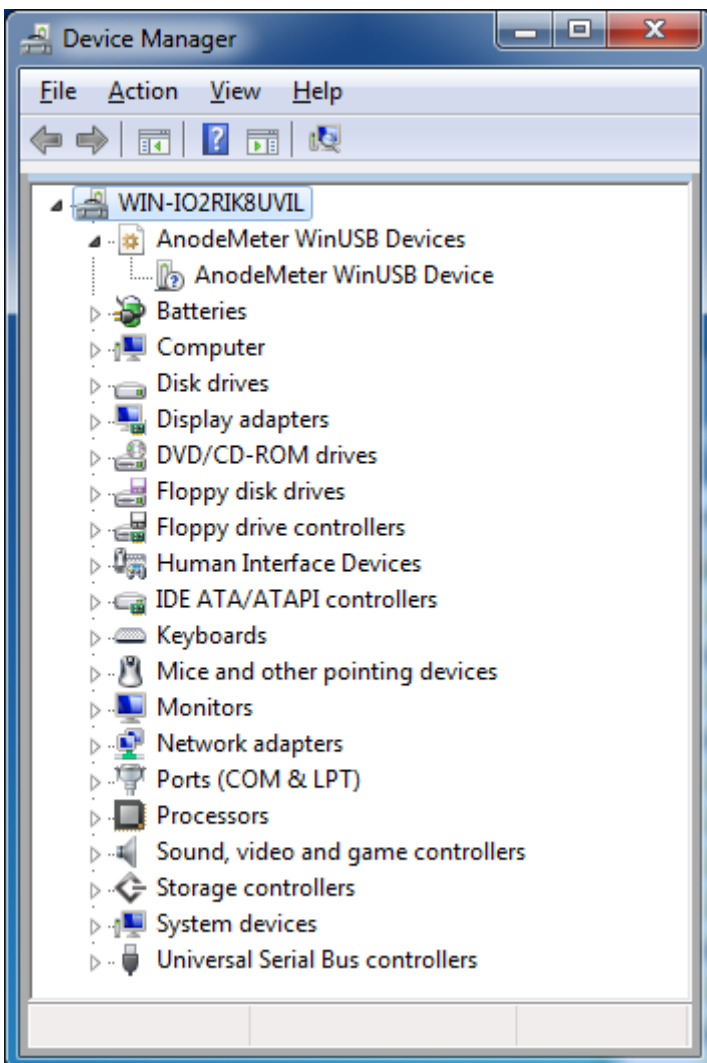 Device Manager
File Action View Help
WIN-IO2RIK8UVIL
AnodeMeter WinUSB Devices
AnodeMeter WinUSB Device
Batteries
Computer
Disk drives
Display adapters
DVD/CD-ROM drives
Floppy disk drives
Floppy drive controllers
Human Interface Devices
IDE ATA/ATAPI controllers
Keyboards
Mice and other pointing devices
Monitors
Network adapters
Ports (COM & LPT)
Processors
Sound, video and game controllers
Storage controllers
System devices
Universal Serial Bus controllers